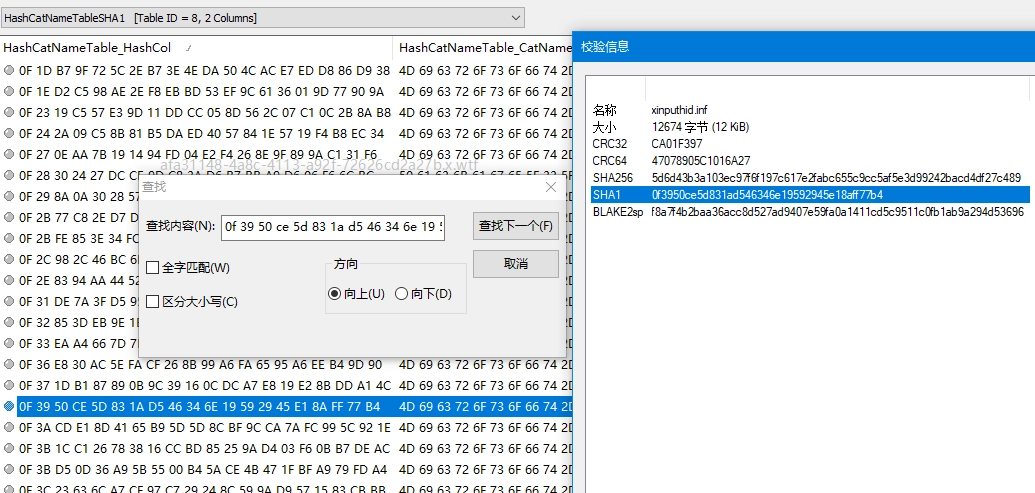 HashCatNameTableSHA1 [Table ID = 8, 2 Columns]
HashCatNameTable_HashCol HashCatNameTable_CatName
0F 1D B7 9F 72 5C 2E B7 3E 4E DA 50 4C AC E7 ED D8 86 D9 38 4D 69 63 72 6F 73 6F 66 74 2D
0F 1E D2 C5 98 AE 2E F8 EB BD 53 EF 9C 61 36 01 9D 77 90 9A 4D 69 63 72 6F 73 6F 66 74 2D
0F 23 19 C5 57 E3 9D 11 DD CC 05 8D 56 2C 07 C1 0C 2B 8A B8 4D 69 63 72 6F 73 6F 66 74 2D
0F 24 2A 09 C5 8B 81 B5 DA ED 40 57 84 1E 57 19 F4 B8 EC 34 4D 69 63 72 6F 73 6F 66 74 2D
0F 27 0E AA 7B 19 14 94 FD 04 E2 F4 26 8E 9F 89 9A C1 31 F6 4D 69 63 72 6F 73 6F 66 74 2D
0F 28 30 24 27 DC
0F 29 8A 0A 30 28 57
0F 2B 77 C8 2E D7 D
0F 2B FE 85 3E 34 FC
0F 2C 98 2C 46 BC 6
0F 2E 83 94 AA 44 52
0F 31 DE 7A 3F D5 9
0F 32 85 3D EB 9E 1
0F 33 EA A4 66 7D 7
0F 36 E8 30 AC 5E FA CF 26 8B 99 A6 FA 65 95 A6 EE B4 9D 90 4D 69 63 72 6F 73 6F 66 74 2D
0F 37 1D B1 87 89 0B 9C 39 16 0C DC A7 E8 19 E2 8B DD A1 4C 4D 69 63 72 6F 73 6F 66 74 2D
0F 39 50 CE 5D 83 1A D5 46 34 6E 19 59 29 45 E1 8A FF 77 B4 4D 69 63 72 6F 73 6F 66 74 2D
0F 3A CD E1 8D 41 65 B9 5D 5D 8C BF 9C CA 7A FC 99 5C 92 1E 4D 69 63 72 6F 73 6F 66 74 2D
0F 3B 1C C1 26 78 38 16 CC BD 85 25 9A D4 03 F6 0B B7 DE AC 4D 69 63 72 6F 73 6F 66 74 2D
0F 3B D5 0D 36 A9 5B 55 00 B4 5A CE 4B 47 1F BF A9 79 FD A4 4D 69 63 72 6F 73 6F 66 74 2D
0F 3C 23 63 6C A7 CF 97 C7 29 24 8C 59 9A D9 57 15 83 CB BB 4D 69 63 72 6F 73 6F 66 74 2D
查找
查找内容(N): 0f 39 50 ce 5d 83 1a d5 46 34 6e 19 5 查找下一个(F)
全字匹配(W) 方向 取消
区分大小写(C) 向上(U) 向下(D)
校验信息
名称 xinputhid.inf
大小 12674 字节 (12 KiB)
CRC32 CA01F397
CRC64 47078905C1016A27
SHA256 5d6d43b3a103ec97f6f197c617e2fabc655c9cc5af5e3d99242bacd4df27c489
SHA1 0f3950ce5d831ad546346e19592945e18aff77b4
BLAKE2sp f8a7f4b2baa36acc8d527ad9407e59fa0a1411cd5c9511c0fb1ab9a294d53696